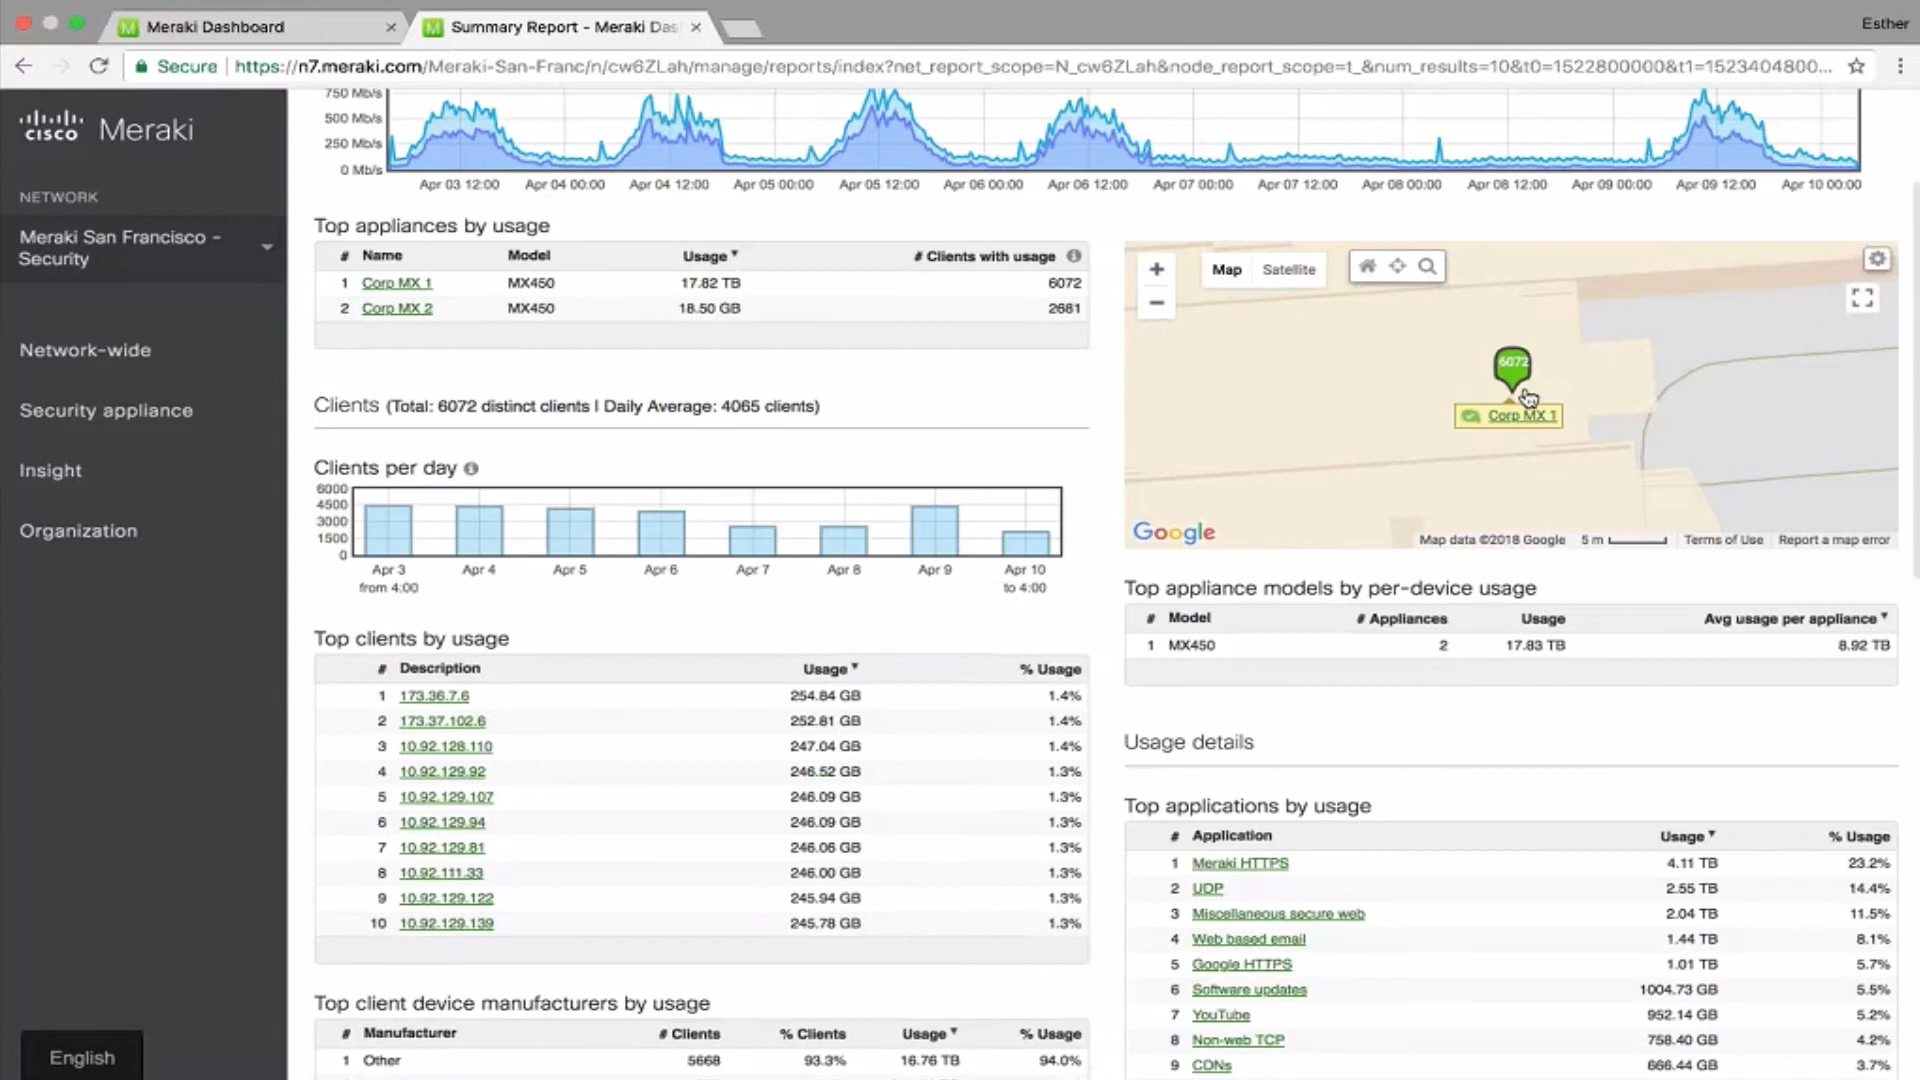 Meraki Dashboard
Summary Report - Meraki Das
Esther
Secure https://n7.meraki.com/Meraki-San-Franc/n/cw6ZLah/manage/reports/index?net_report_scope=N_cw6ZLah&node_report_scope=t_&num_results=10&t0=1522800000&t1=1523404800...
CISCO Meraki
NETWORK
Meraki San Francisco -
Security
Network-wide
Security appliance
Insight
Organization
English
750 Mb/s
500 Mb/s
250 Mb/s
0 Mb/s
Apr 03 12:00 Apr 04 00:00 Apr 04 12:00 Apr 05 00:00 Apr 05 12:00 Apr 06 00:00 Apr 06 12:00 Apr 07 00:00 Apr 07 12:00 Apr 08 00:00 Apr 08 12:00 Apr 09 00:00 Apr 09 12:00 Apr 10 00:00
Top appliances by usage
# Name Model Usage # Clients with usage
1 Corp MX 1 MX450 17.82 TB 6072
2 Corp MX 2 MX450 18.50 GB 2681
Clients (Total: 6072 distinct clients | Daily Average: 4065 clients)
Clients per day
6000
4500
3000
1500
0
Apr 3 Apr 4 Apr 5 Apr 6 Apr 7 Apr 8 Apr 9 Apr 10
from 4:00 to 4:00
Top clients by usage
# Description Usage % Usage
1 173.36.7.6 254.84 GB 1.4%
2 173.37.102.6 252.81 GB 1.4%
3 10.92.128.110 247.04 GB 1.4%
4 10.92.129.92 246.52 GB 1.3%
5 10.92.129.107 246.09 GB 1.3%
6 10.92.129.94 246.09 GB 1.3%
7 10.92.129.81 246.06 GB 1.3%
8 10.92.111.33 246.00 GB 1.3%
9 10.92.129.122 245.94 GB 1.3%
10 10.92.129.139 245.78 GB 1.3%
Top client device manufacturers by usage
# Manufacturer # Clients % Clients Usage % Usage
1 Other 5668 93.3% 16.76 TB 94.0%
+
Map Satellite
−
6072
Corp MX 1
Google
Map data ©2018 Google 5 m Terms of Use Report a map error
Top appliance models by per-device usage
# Model # Appliances Usage Avg usage per appliance
1 MX450 2 17.83 TB 8.92 TB
Usage details
Top applications by usage
# Application Usage % Usage
1 Meraki HTTPS 4.11 TB 23.2%
2 UDP 2.55 TB 14.4%
3 Miscellaneous secure web 2.04 TB 11.5%
4 Web based email 1.44 TB 8.1%
5 Google HTTPS 1.01 TB 5.7%
6 Software updates 1004.73 GB 5.5%
7 YouTube 952.14 GB 5.2%
8 Non-web TCP 758.40 GB 4.2%
9 CDNs 666.44 GB 3.7%